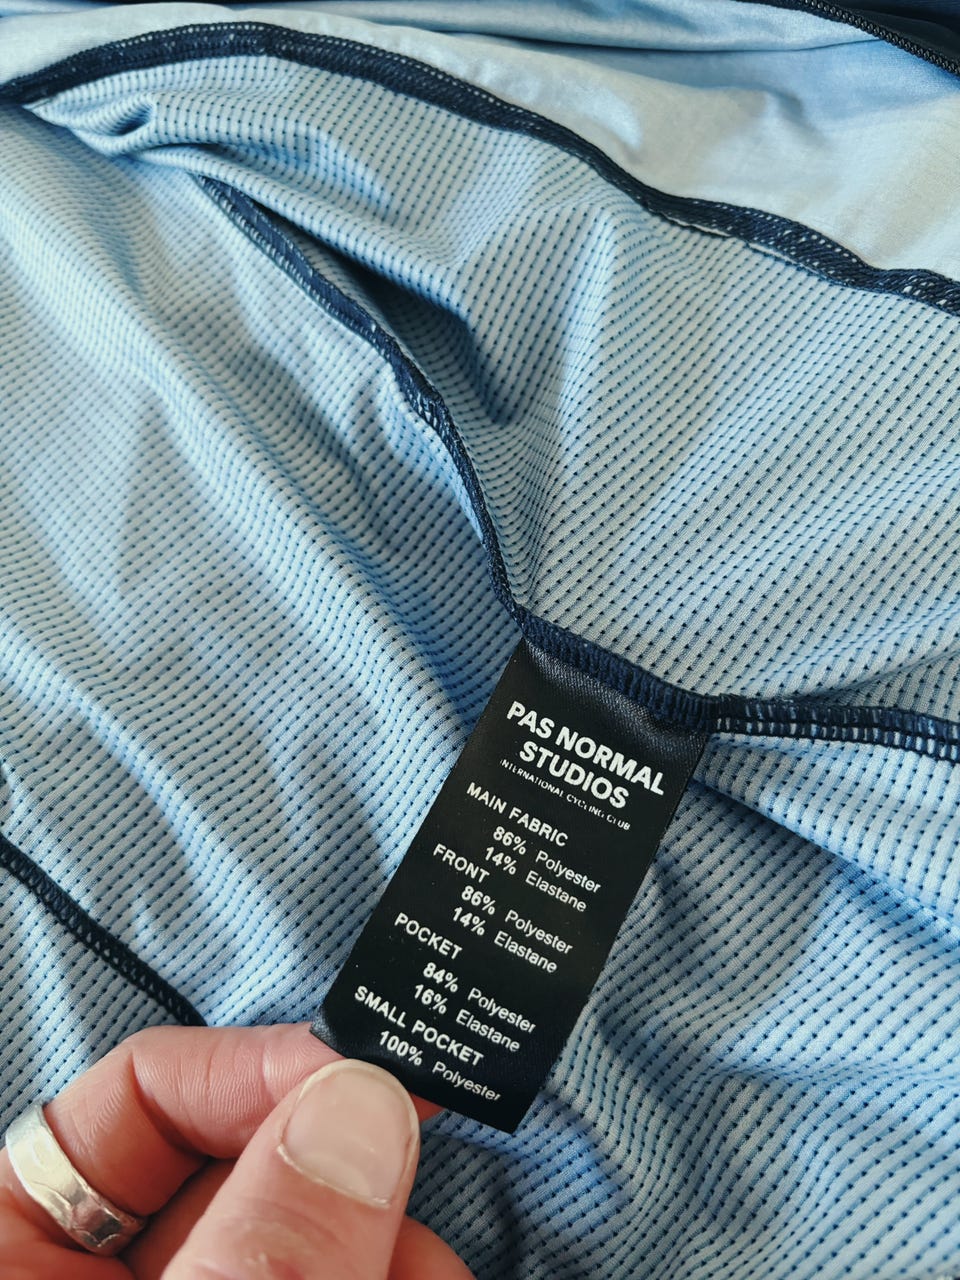 PAS NORMAL
STUDIOS
INTERNATIONAL CYCLING CLUB
MAIN FABRIC
86% Polyester
14% Elastane
FRONT
86% Polyester
14% Elastane
POCKET
84% Polyester
16% Elastane
SMALL POCKET
100% Polyester